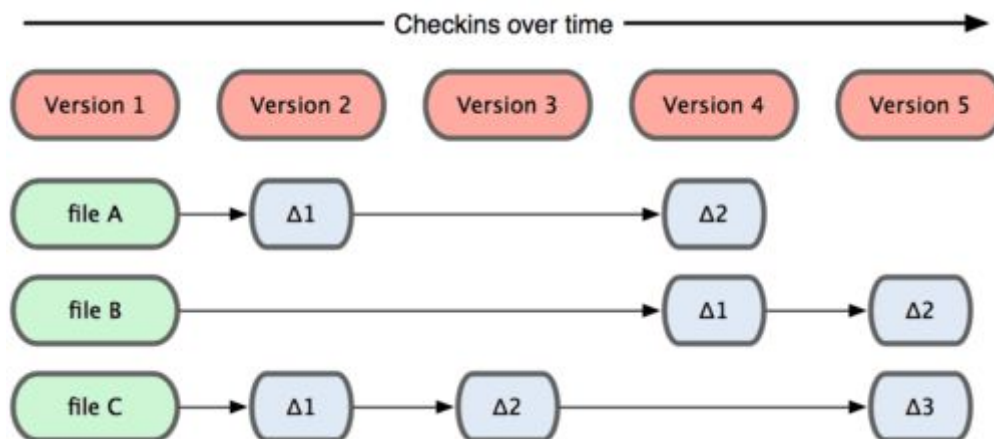 Checkins over time
Version 1 Version 2 Version 3 Version 4 Version 5
file A Δ1 Δ2
file B Δ1 Δ2
file C Δ1 Δ2 Δ3